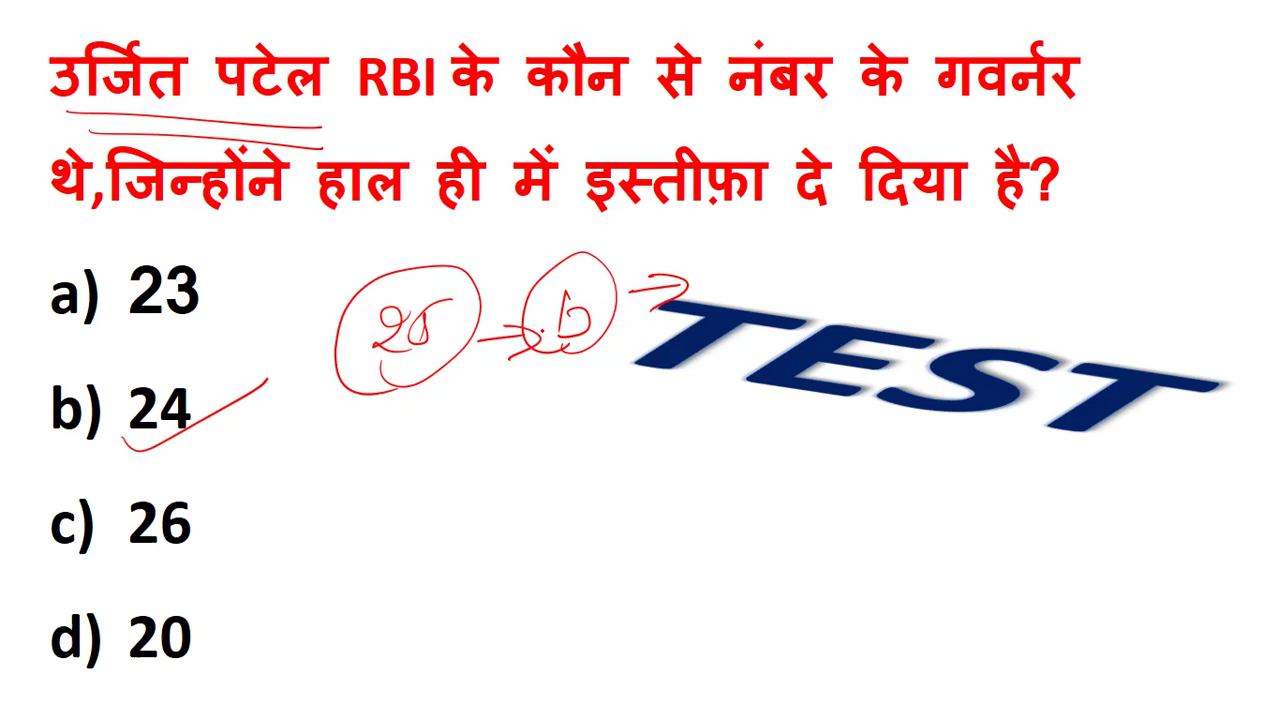 उर्जित पटेल RBI के कौन से नंबर के गवर्नर
थे,जिन्होंने हाल ही में इस्तीफ़ा दे दिया है?
a) 23
b) 24
c) 26
d) 20
b
TEST